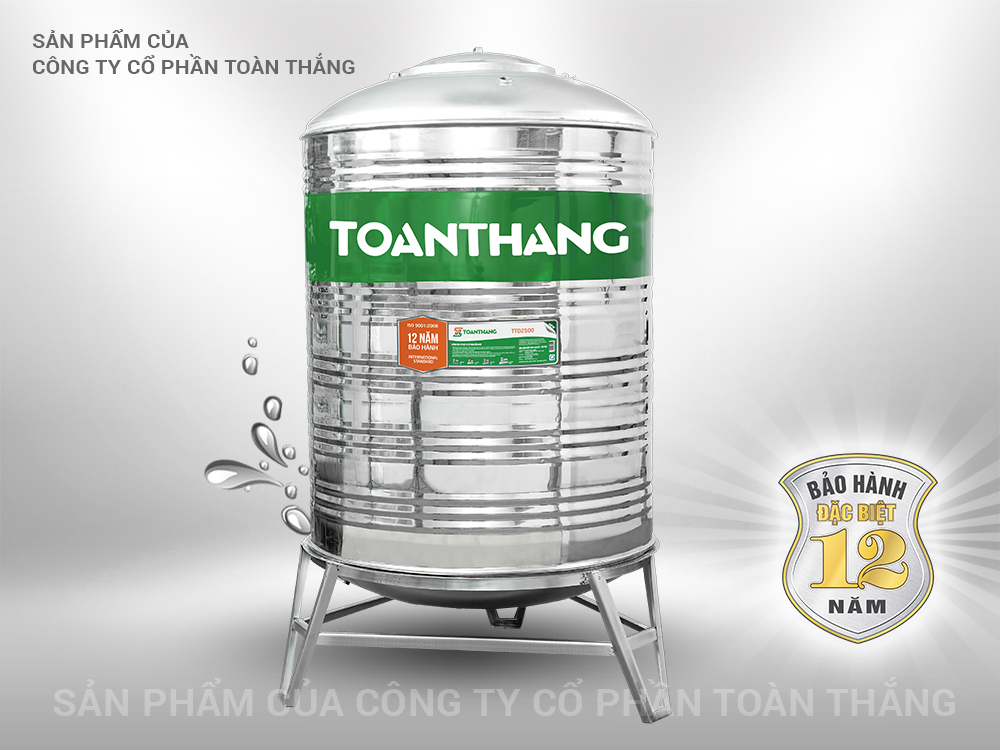 SẢN PHẨM CỦA
CÔNG TY CỔ PHẦN TOÀN THẮNG
TOANTHANG
ISO 9001:2008
12 NĂM
BẢO HÀNH
INTERNATIONAL
STANDARD
TOANTHANG TTD2500
BẢO HÀNH
ĐẶC BIỆT
12
NĂM
SẢN PHẨM CỦA CÔNG TY CỔ PHẦN TOÀN THẮNG